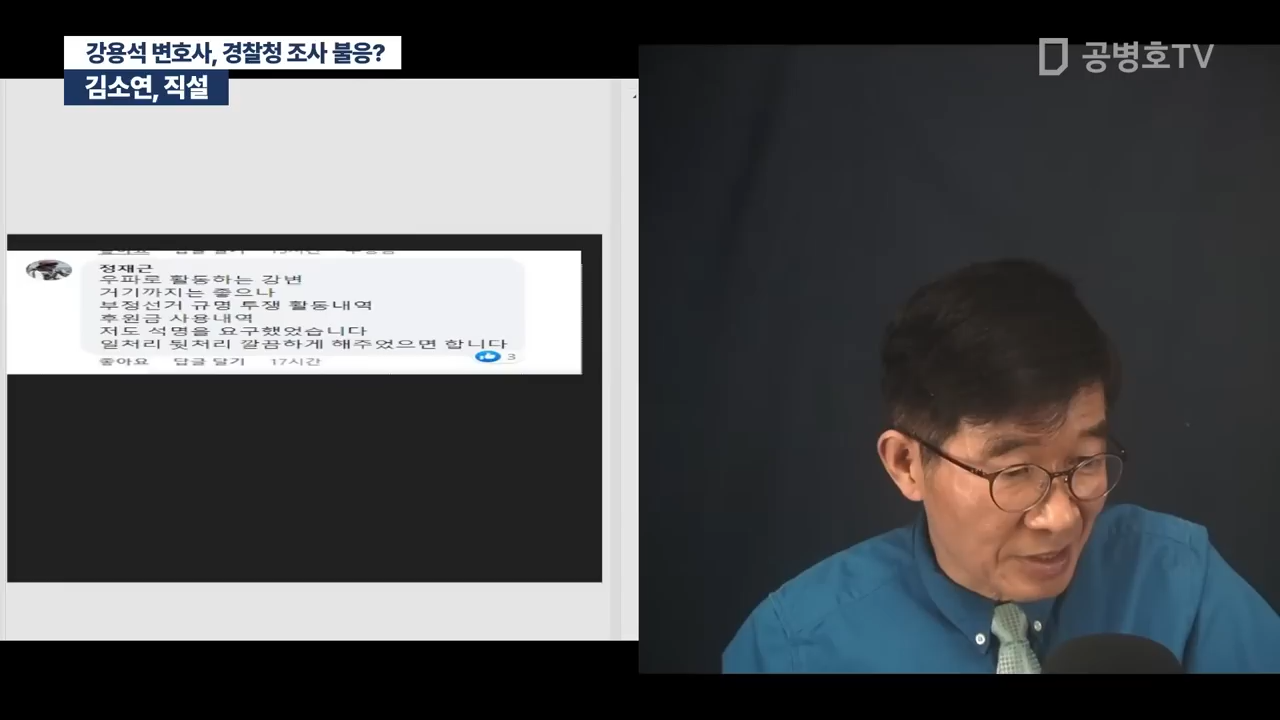 강용석 변호사, 경찰청 조사 불응?
김소연, 직설
공병호TV
정재근
우파로 활동하는 강변
거기까지는 좋으나
부정선거 규명 투쟁 활동내역
후원금 사용내역
저도 석명을 요구했었습니다
일처리 뒷처리 깔끔하게 해주었으면 합니다
좋아요 답글 달기 17시간
3